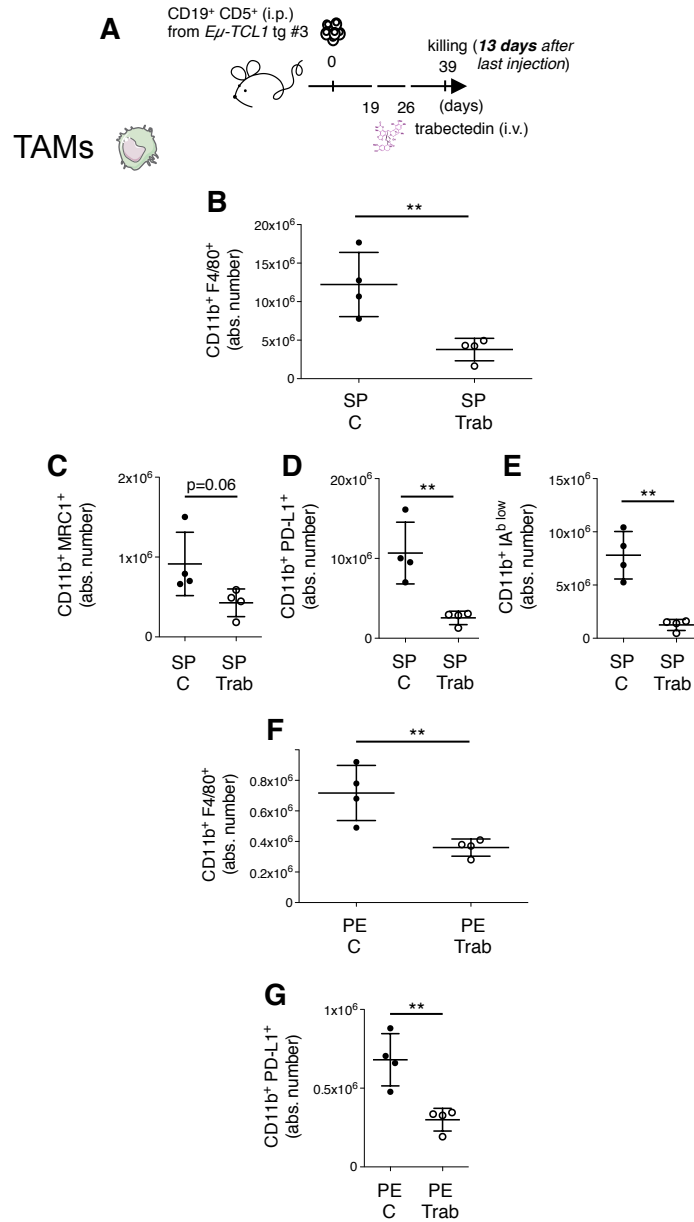 A
CD19⁺ CD5⁺ (i.p.)
from Eμ-TCL1 tg #3
killing (13 days after
last injection)
0
39
19 26 (days)
trabectedin (i.v.)
TAMs
B
**
CD11b⁺ F4/80⁺
(abs. number)
20x10⁶
15x10⁶
10x10⁶
5x10⁶
0
SP SP
C Trab
C
p=0.06
CD11b⁺ MRC1⁺
(abs. number)
2x10⁶
1x10⁶
0
SP SP
C Trab
D
**
CD11b⁺ PD-L1⁺
(abs. number)
20x10⁶
10x10⁶
0
SP SP
C Trab
E
**
CD11b⁺ IAᵇ ˡᵒʷ
(abs. number)
15x10⁶
10x10⁶
5x10⁶
0
SP SP
C Trab
F
**
CD11b⁺ F4/80⁺
(abs. number)
0.8x10⁶
0.6x10⁶
0.4x10⁶
0.2x10⁶
0
PE PE
C Trab
G
**
CD11b⁺ PD-L1⁺
(abs. number)
1x10⁶
0.5x10⁶
0
PE PE
C Trab